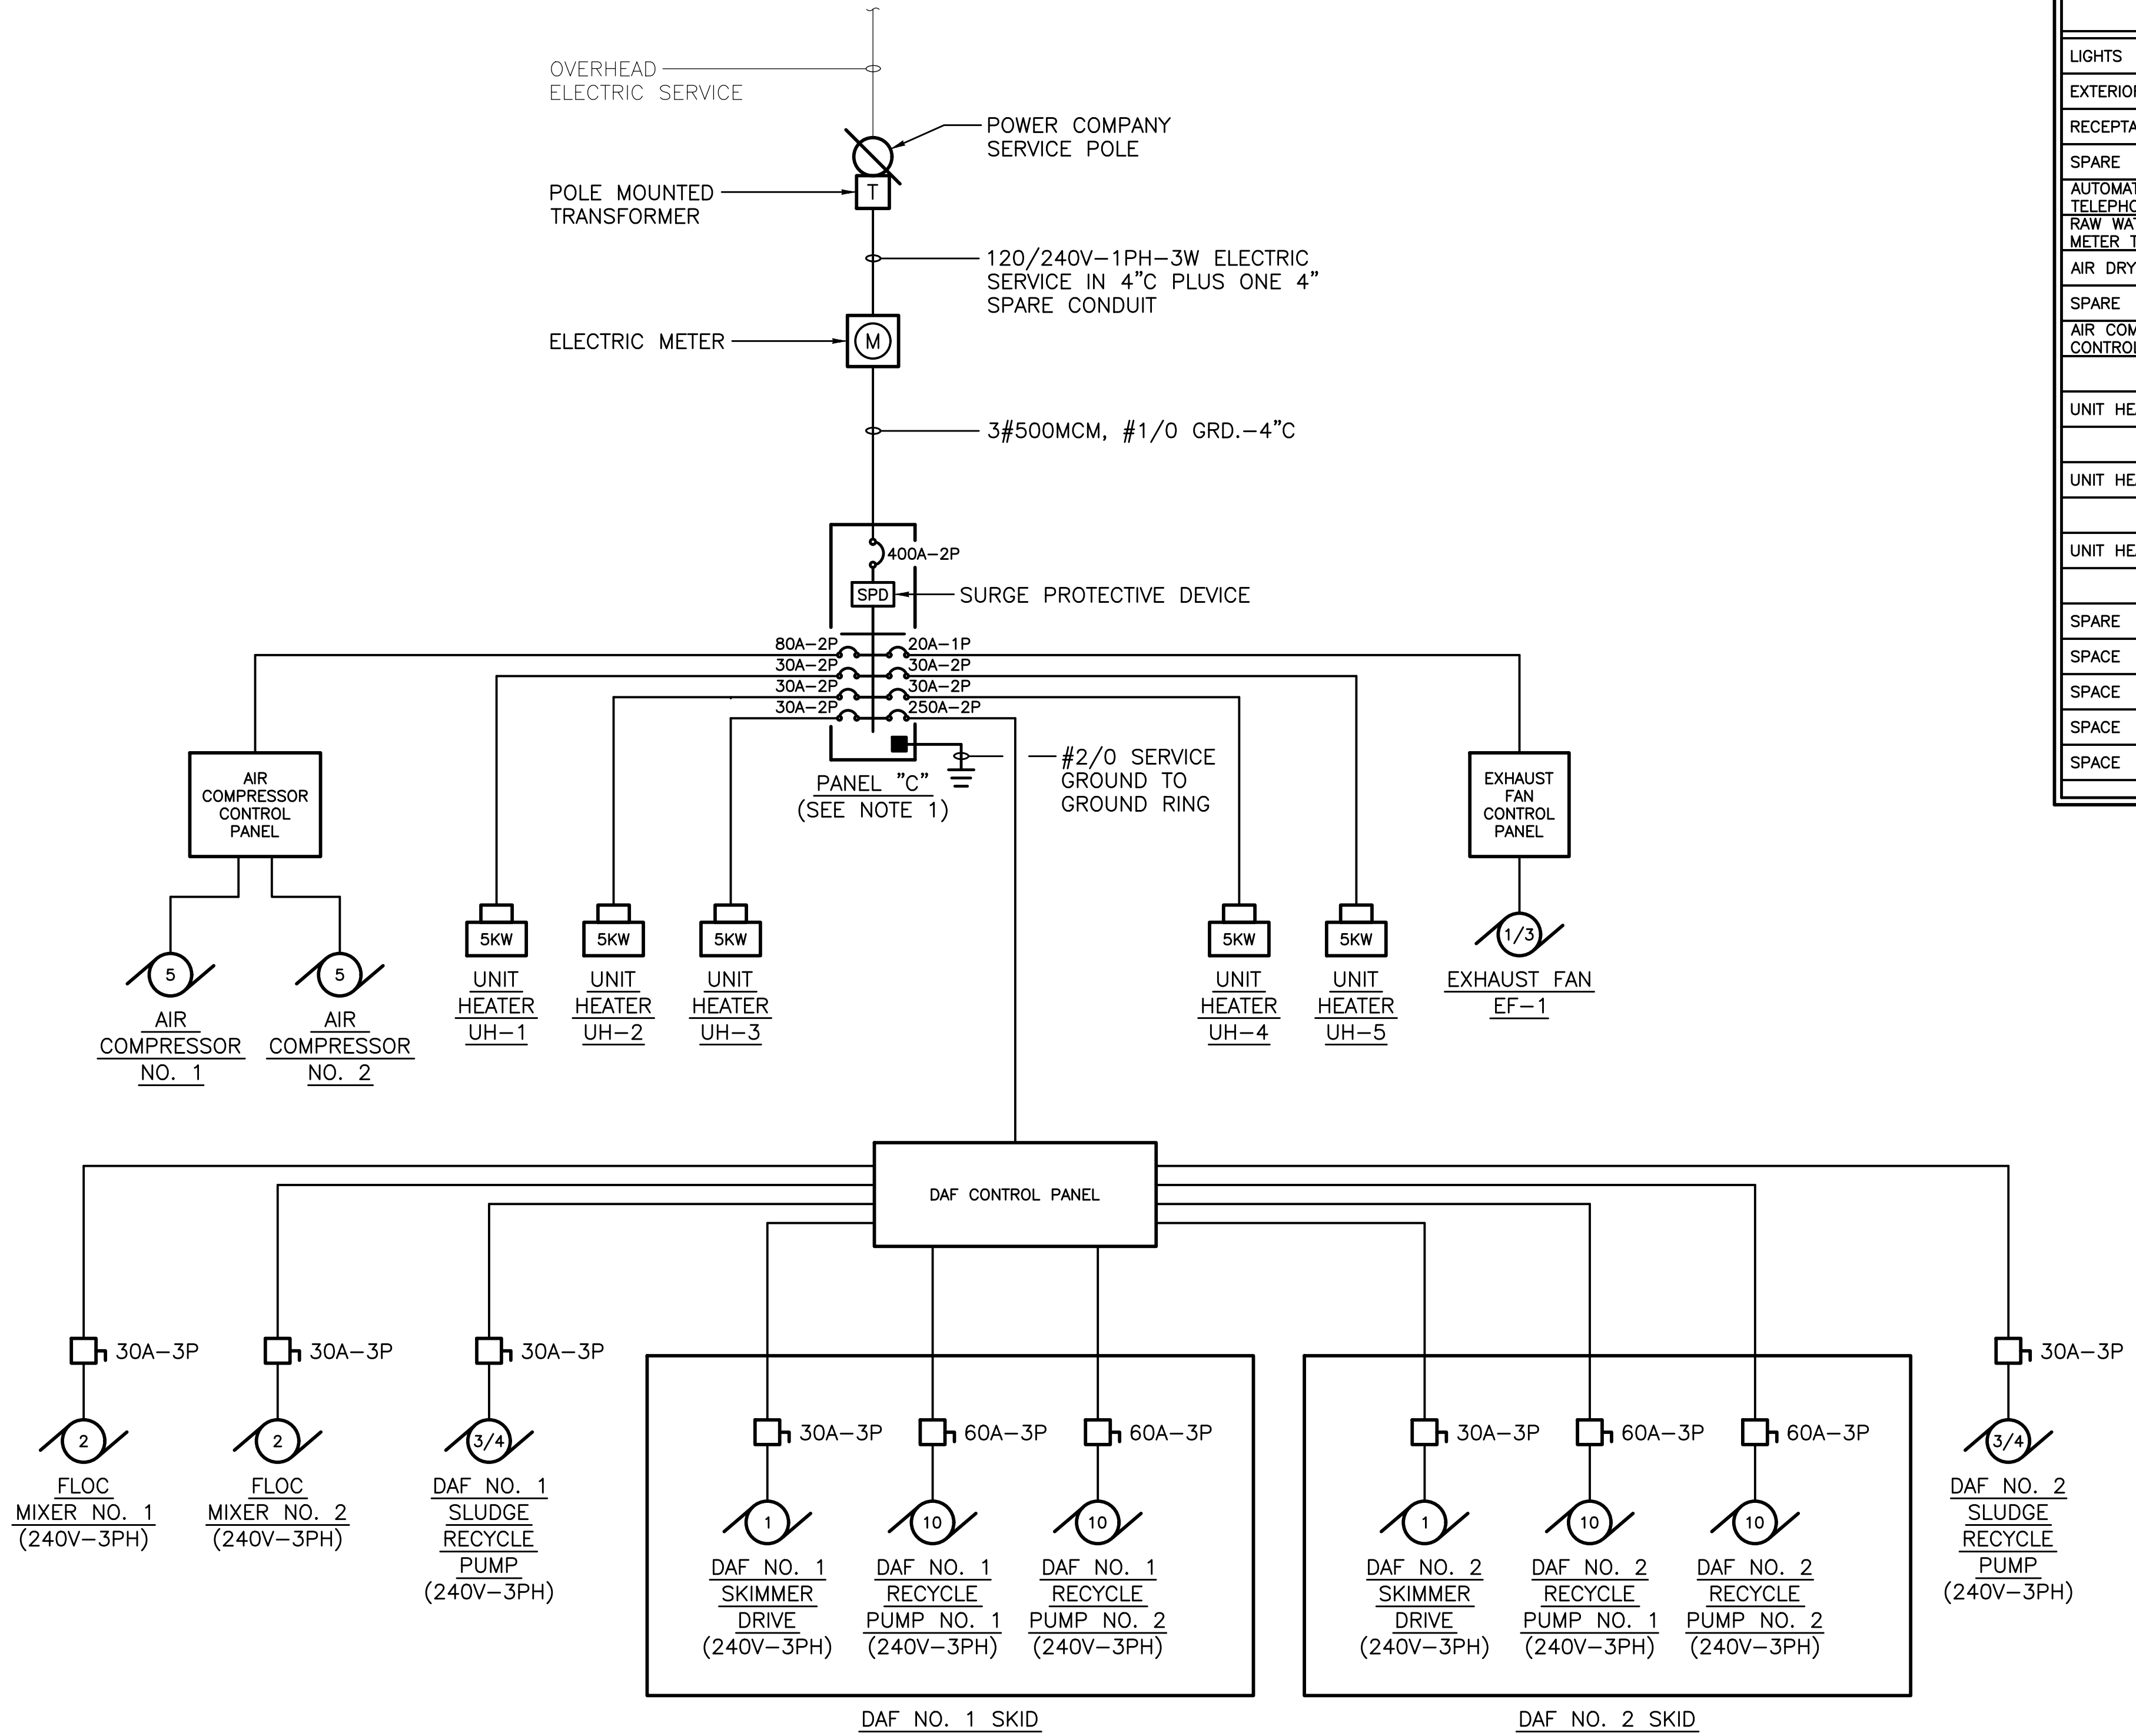 OVERHEAD
ELECTRIC SERVICE
POWER COMPANY
SERVICE POLE
T
POLE MOUNTED
TRANSFORMER
120/240V-1PH-3W ELECTRIC
SERVICE IN 4"C PLUS ONE 4"
SPARE CONDUIT
ELECTRIC METER
M
3#500MCM, #1/0 GRD.-4"C
400A-2P
SPD
SURGE PROTECTIVE DEVICE
80A-2P 20A-1P
30A-2P 30A-2P
30A-2P 30A-2P
30A-2P 250A-2P
#2/0 SERVICE
GROUND TO
GROUND RING
PANEL "C"
(SEE NOTE 1)
AIR
COMPRESSOR
CONTROL
PANEL
EXHAUST
FAN
CONTROL
PANEL
5
AIR
COMPRESSOR
NO. 1
5
AIR
COMPRESSOR
NO. 2
5KW
UNIT
HEATER
UH-1
5KW
UNIT
HEATER
UH-2
5KW
UNIT
HEATER
UH-3
5KW
UNIT
HEATER
UH-4
5KW
UNIT
HEATER
UH-5
1/3
EXHAUST FAN
EF-1
DAF CONTROL PANEL
30A-3P
2
FLOC
MIXER NO. 1
(240V-3PH)
30A-3P
2
FLOC
MIXER NO. 2
(240V-3PH)
30A-3P
3/4
DAF NO. 1
SLUDGE
RECYCLE
PUMP
(240V-3PH)
30A-3P
1
DAF NO. 1
SKIMMER
DRIVE
(240V-3PH)
60A-3P
10
DAF NO. 1
RECYCLE
PUMP NO. 1
(240V-3PH)
60A-3P
10
DAF NO. 1
RECYCLE
PUMP NO. 2
(240V-3PH)
DAF NO. 1 SKID
30A-3P
1
DAF NO. 2
SKIMMER
DRIVE
(240V-3PH)
60A-3P
10
DAF NO. 2
RECYCLE
PUMP NO. 1
(240V-3PH)
60A-3P
10
DAF NO. 2
RECYCLE
PUMP NO. 2
(240V-3PH)
DAF NO. 2 SKID
30A-3P
3/4
DAF NO. 2
SLUDGE
RECYCLE
PUMP
(240V-3PH)
LIGHTS
SPARE
AIR DRY
SPARE
AIR
UNIT
UNIT
UNIT
SPARE
SPACE
SPACE
SPACE
SPACE